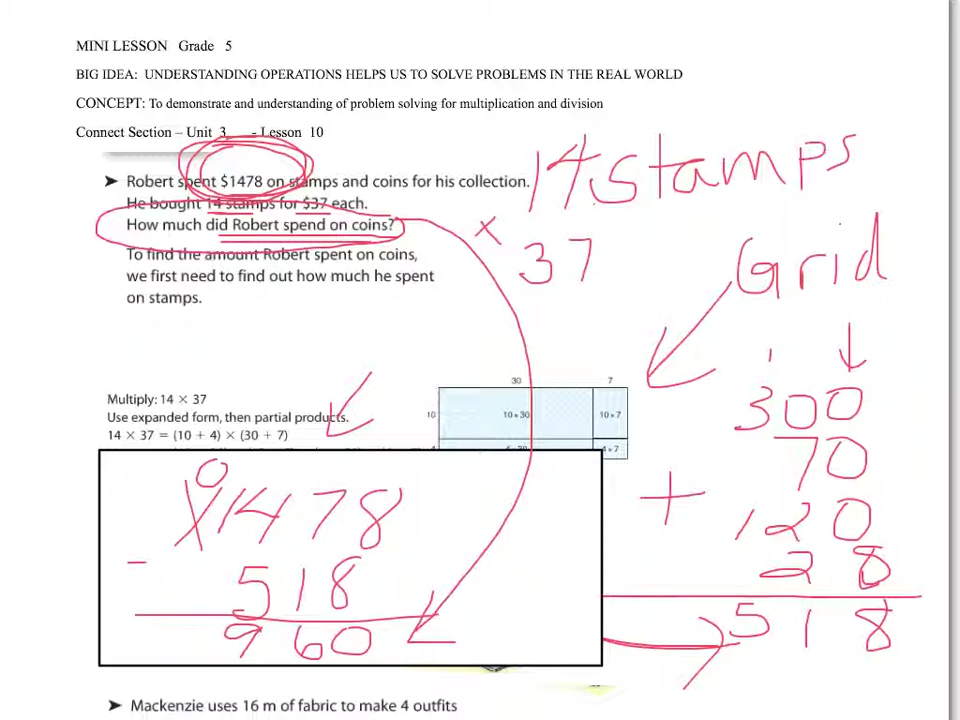 MINI LESSON Grade 5
BIG IDEA: UNDERSTANDING OPERATIONS HELPS US TO SOLVE PROBLEMS IN THE REAL WORLD
CONCEPT: To demonstrate and understanding of problem solving for multiplication and division
Connect Section – Unit 3 - Lesson 10
➤ Robert spent $1478 on stamps and coins for his collection.
He bought 14 stamps for $37 each.
How much did Robert spend on coins?
To find the amount Robert spent on coins,
we first need to find out how much he spent
on stamps.
14 stamps
× 37
Grid
Multiply: 14 × 37
Use expanded form, then partial products.
14 × 37 = (10 + 4) × (30 + 7)
30 7
10 10 × 30 10 × 7
1
300
70
+ 120
28
518
0
1 1478
- 518
960
➤ Mackenzie uses 16 m of fabric to make 4 outfits